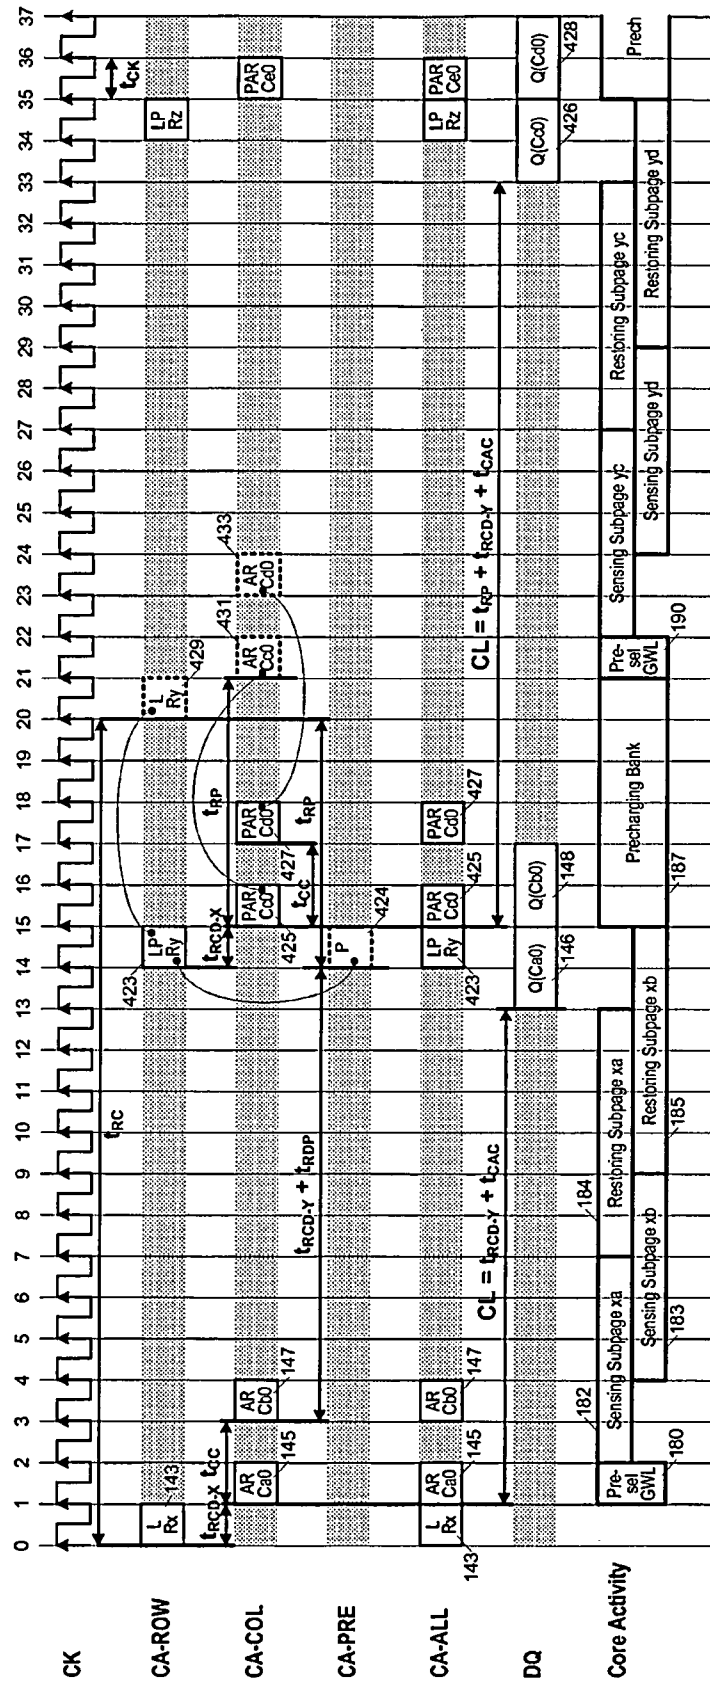 0 1 2 3 4 5 6 7 8 9 10 11 12 13 14 15 16 17 18 19 20 21 22 23 24 25 26 27 28 29 30 31 32 33 34 35 36 37
CK
tCK
CA-ROW
L
Rx
143
tRC
423
LP
Ry
L
Ry
429
LP
Rz
tRCD-X
tCC
tRCD-X
tRP
CA-COL
AR
Ca0
145
AR
Cb0
147
PAR
Cc0
425
PAR
Cd0
427
AR
Cc0
431
AR
Cd0
433
PAR
Ce0
tCC
tRP
tRCD-Y + tRDP
CA-PRE
P
424
CA-ALL
L
Rx
143
AR
Ca0
145
AR
Cb0
147
LP
Ry
423
PAR
Cc0
425
PAR
Cd0
427
LP
Rz
PAR
Ce0
CL = tRCD-Y + tCAC
CL = tRP + tRCD-Y + tCAC
DQ
Q(Ca0)
146
Q(Cb0)
148
Q(Cc0)
426
Q(Cd0)
428
Core Activity
Pre-
sel
GWL
180
182
Sensing Subpage xa
184
Restoring Subpage xa
Sensing Subpage xb
183
Restoring Subpage xb
185
Precharging Bank
187
Pre-
sel
GWL
190
Sensing Subpage yc
Restoring Subpage yc
Sensing Subpage yd
Restoring Subpage yd
Prech